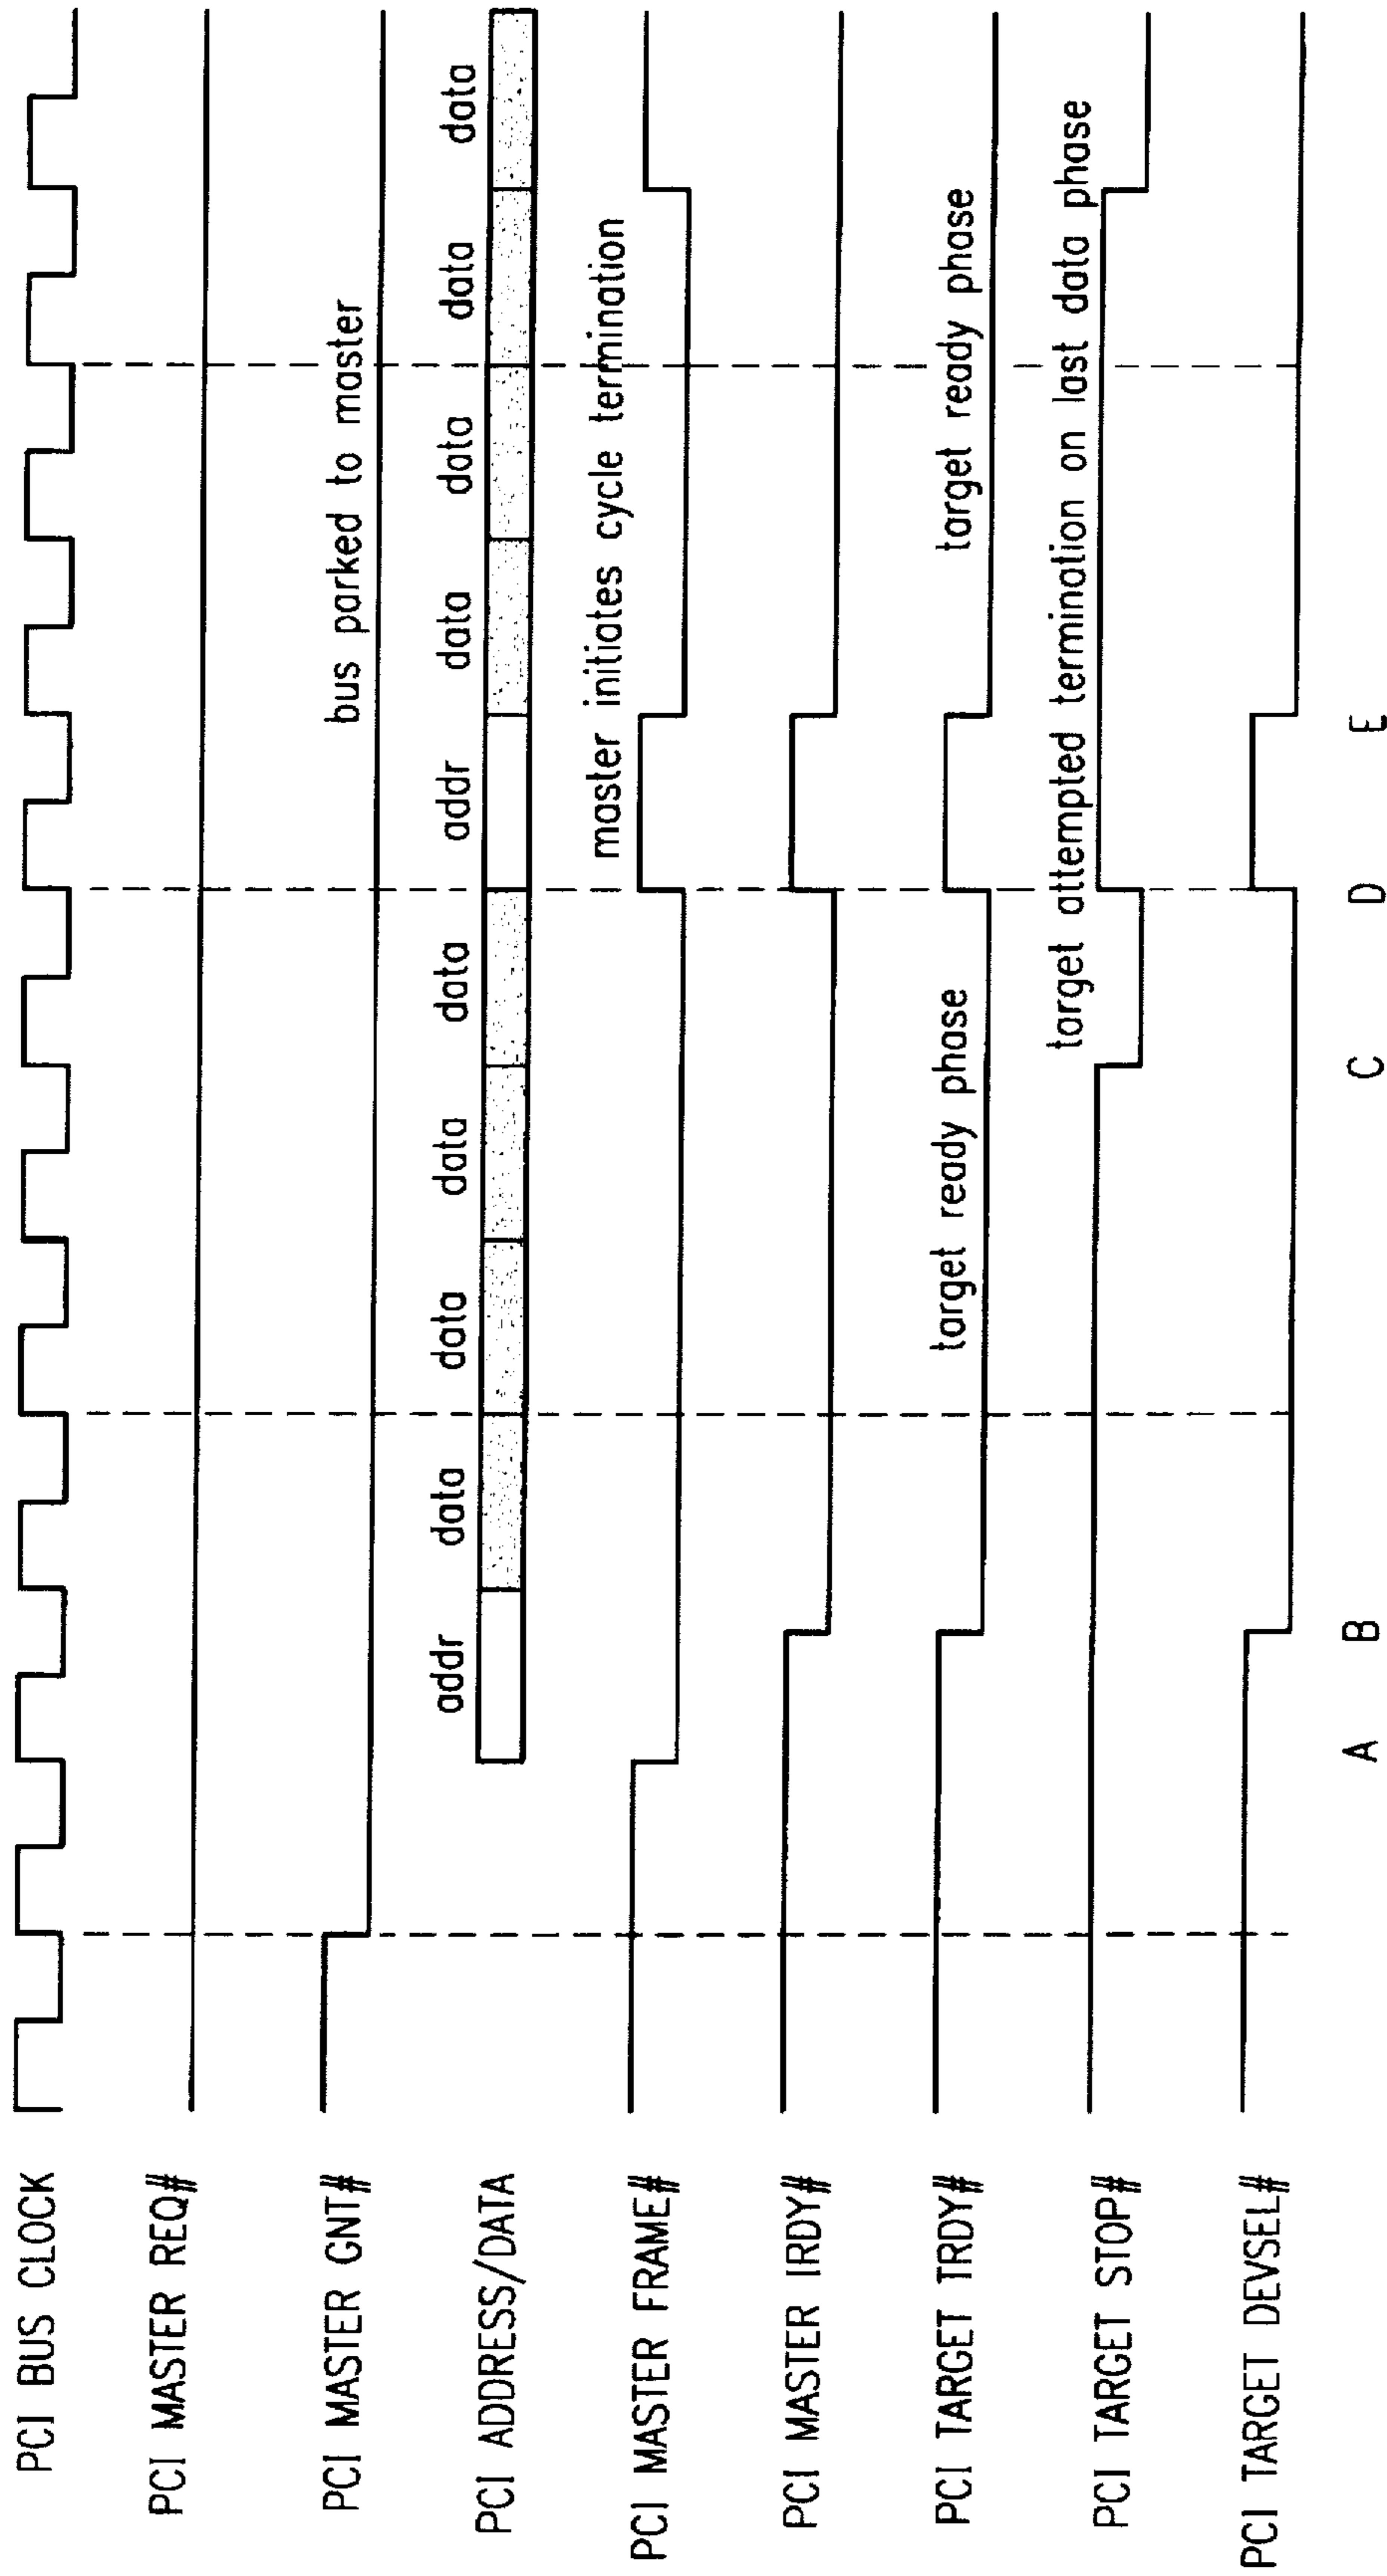 PCI BUS CLOCK
PCI MASTER REQ#
PCI MASTER GNT#
bus parked to master
PCI ADDRESS/DATA
addr data data data data addr data data data data
PCI MASTER FRAME#
master initiates cycle termination
PCI MASTER IRDY#
PCI TARGET TRDY#
target ready phase
target ready phase
PCI TARGET STOP#
target attempted termination on last data phase
PCI TARGET DEVSEL#
A B C D E